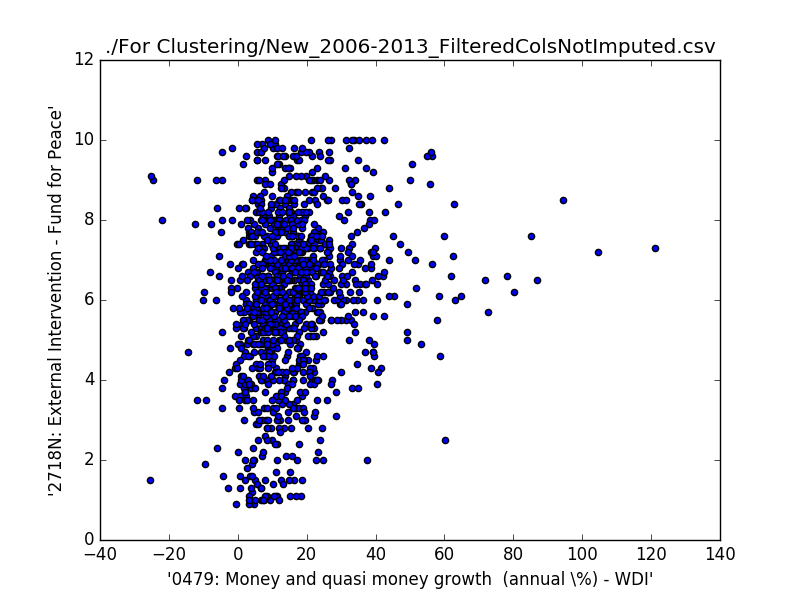 ./For Clustering/New_2006-2013_FilteredColsNotImputed.csv
12
10
8
6
4
2
0
'2718N: External Intervention - Fund for Peace'
−40 −20 0 20 40 60 80 100 120 140
'0479: Money and quasi money growth  (annual \%) - WDI'